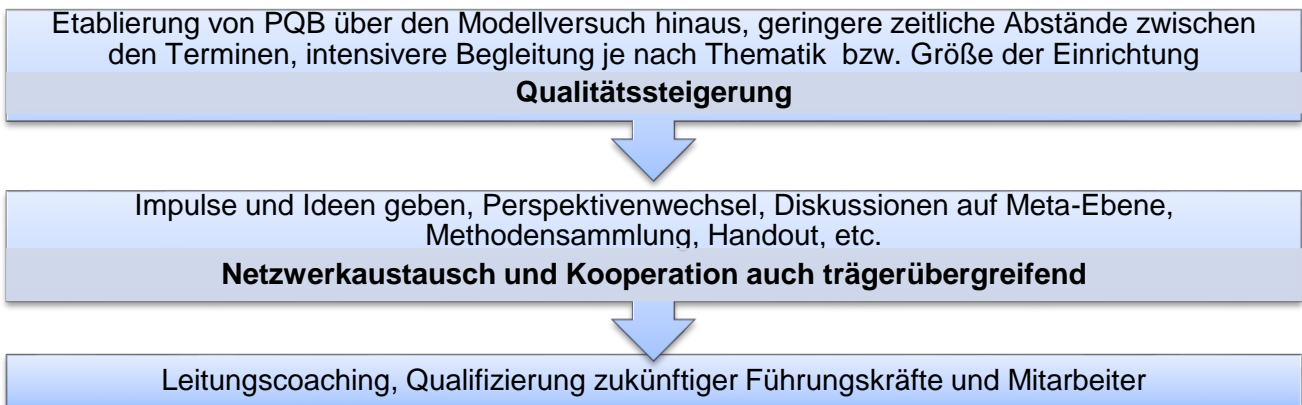 Etablierung von PQB über den Modellversuch hinaus, geringere zeitliche Abstände zwischen
den Terminen, intensivere Begleitung je nach Thematik bzw. Größe der Einrichtung
Qualitätssteigerung
Impulse und Ideen geben, Perspektivenwechsel, Diskussionen auf Meta-Ebene,
Methodensammlung, Handout, etc.
Netzwerkaustausch und Kooperation auch trägerübergreifend
Leitungscoaching, Qualifizierung zukünftiger Führungskräfte und Mitarbeiter